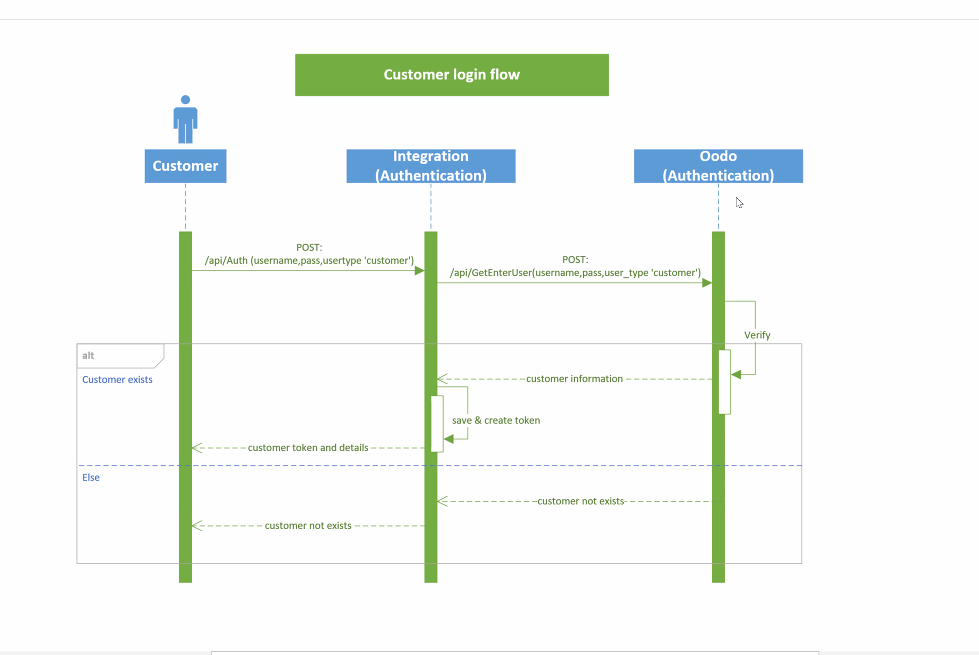 Customer login flow
Customer
Integration
(Authentication)
Oodo
(Authentication)
POST:
/api/Auth (username,pass,usertype 'customer')
POST:
/api/GetEnterUser(username,pass,user_type 'customer')
Verify
alt
Customer exists
customer information
save & create token
customer token and details
Else
customer not exists
customer not exists